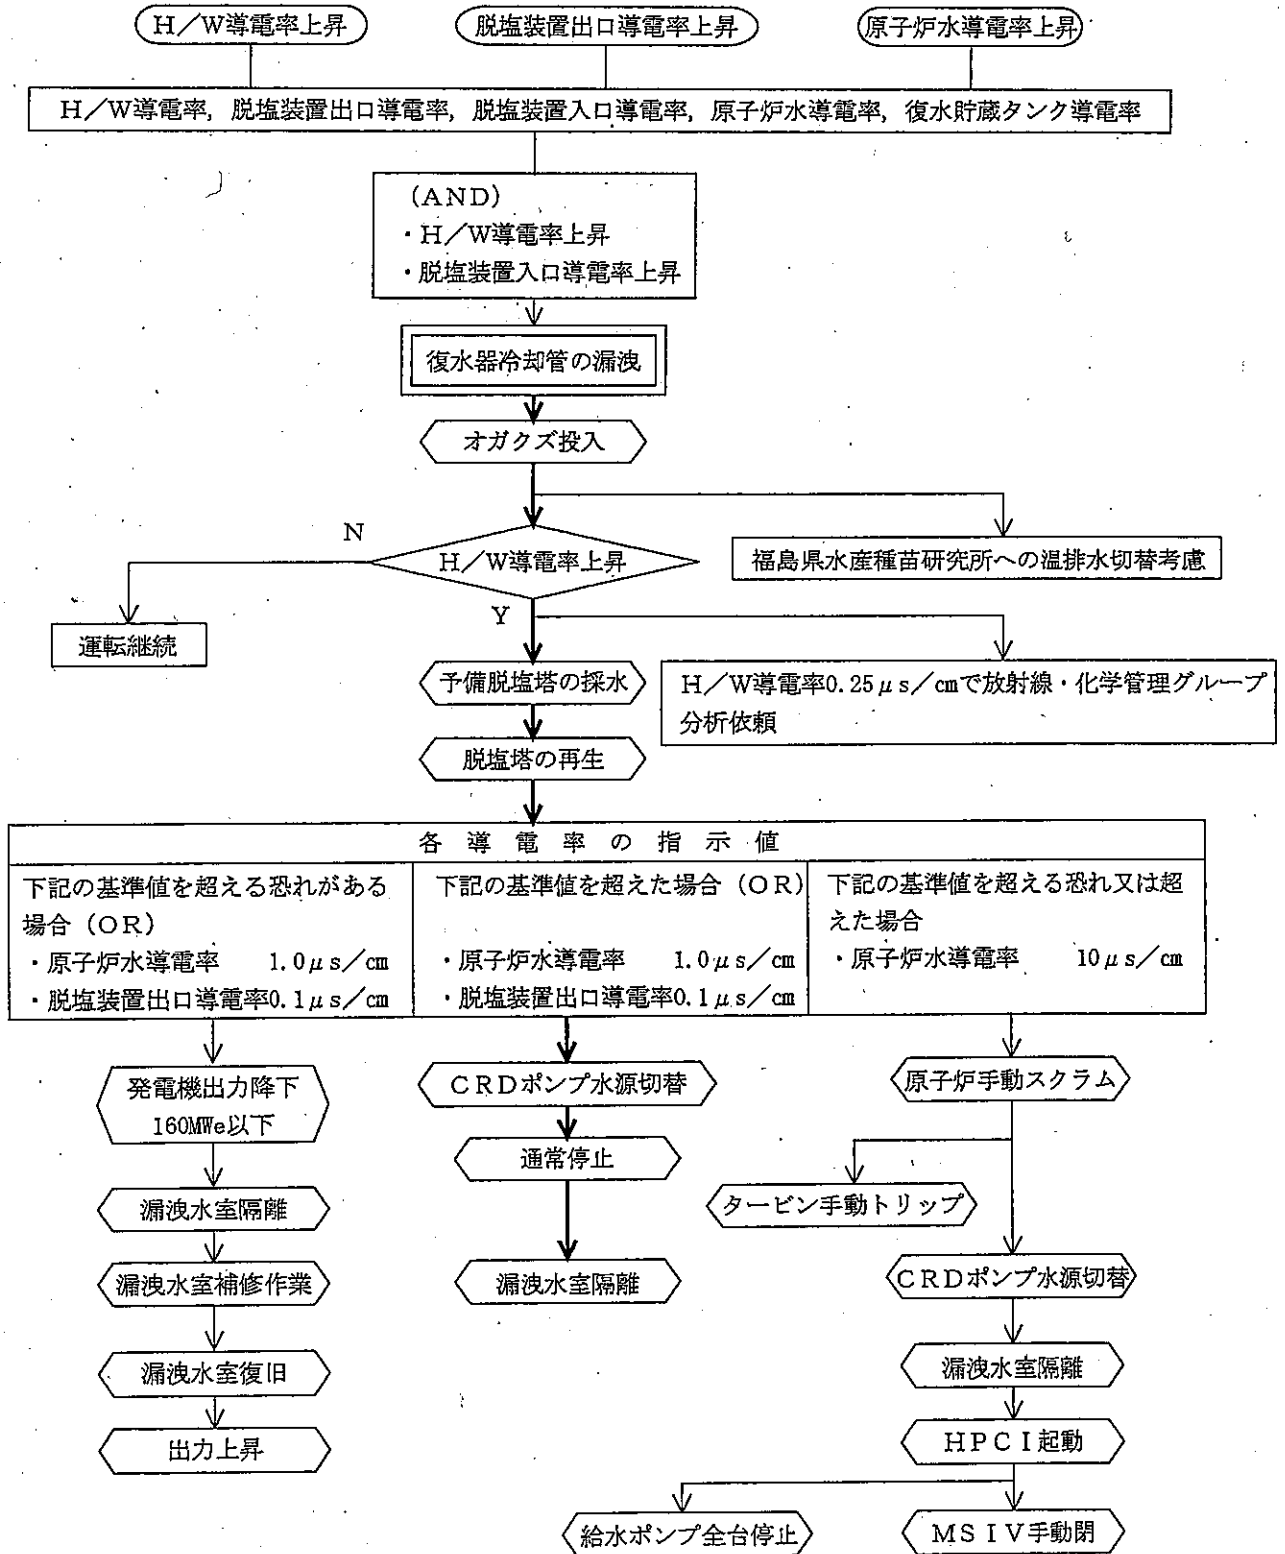 H/W導電率上昇
脱塩装置出口導電率上昇
原子炉水導電率上昇
H/W導電率,脱塩装置出口導電率,脱塩装置入口導電率,原子炉水導電率,復水貯蔵タンク導電率
(AND)
・H/W導電率上昇
・脱塩装置入口導電率上昇
復水器冷却管の漏洩
オガクズ投入
N
H/W導電率上昇
福島県水産種苗研究所への温排水切替考慮
Y
運転継続
予備脱塩塔の採水
H/W導電率0.25μs/cmで放射線・化学管理グループ
分析依頼
脱塩塔の再生
各導電率の指示値
下記の基準値を超える恐れがある
場合(OR)
・原子炉水導電率 1.0μs/cm
・脱塩装置出口導電率0.1μs/cm
下記の基準値を超えた場合(OR)
・原子炉水導電率 1.0μs/cm
・脱塩装置出口導電率0.1μs/cm
下記の基準値を超える恐れ又は超
えた場合
・原子炉水導電率 10μs/cm
発電機出力降下
160MWe以下
漏洩水室隔離
漏洩水室補修作業
漏洩水室復旧
出力上昇
CRDポンプ水源切替
通常停止
漏洩水室隔離
原子炉手動スクラム
タービン手動トリップ
CRDポンプ水源切替
漏洩水室隔離
HPCI起動
給水ポンプ全台停止
MSIV手動閉